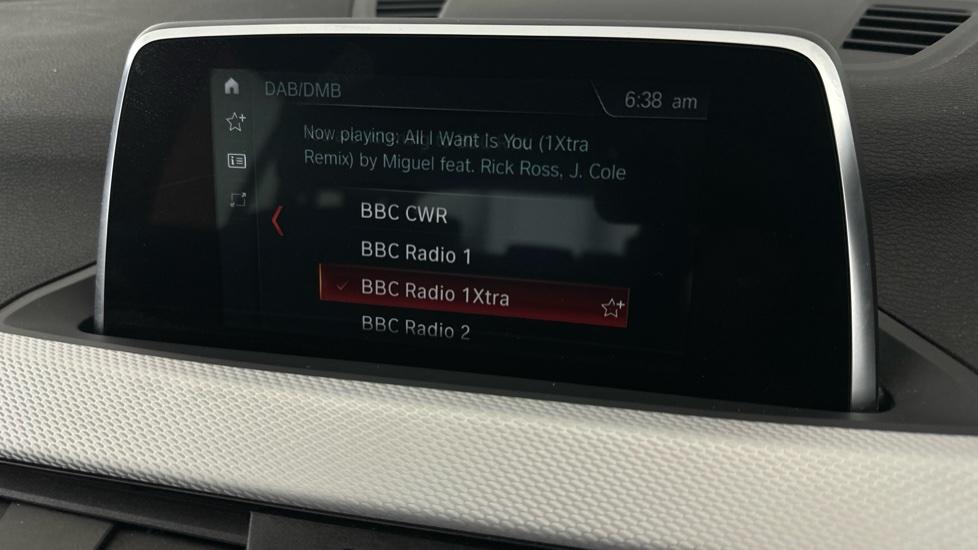 DAB/DMB
6:38 am
Now playing: All I Want Is You (1Xtra
Remix) by Miguel feat. Rick Ross, J. Cole
BBC CWR
BBC Radio 1
BBC Radio 1Xtra
BBC Radio 2